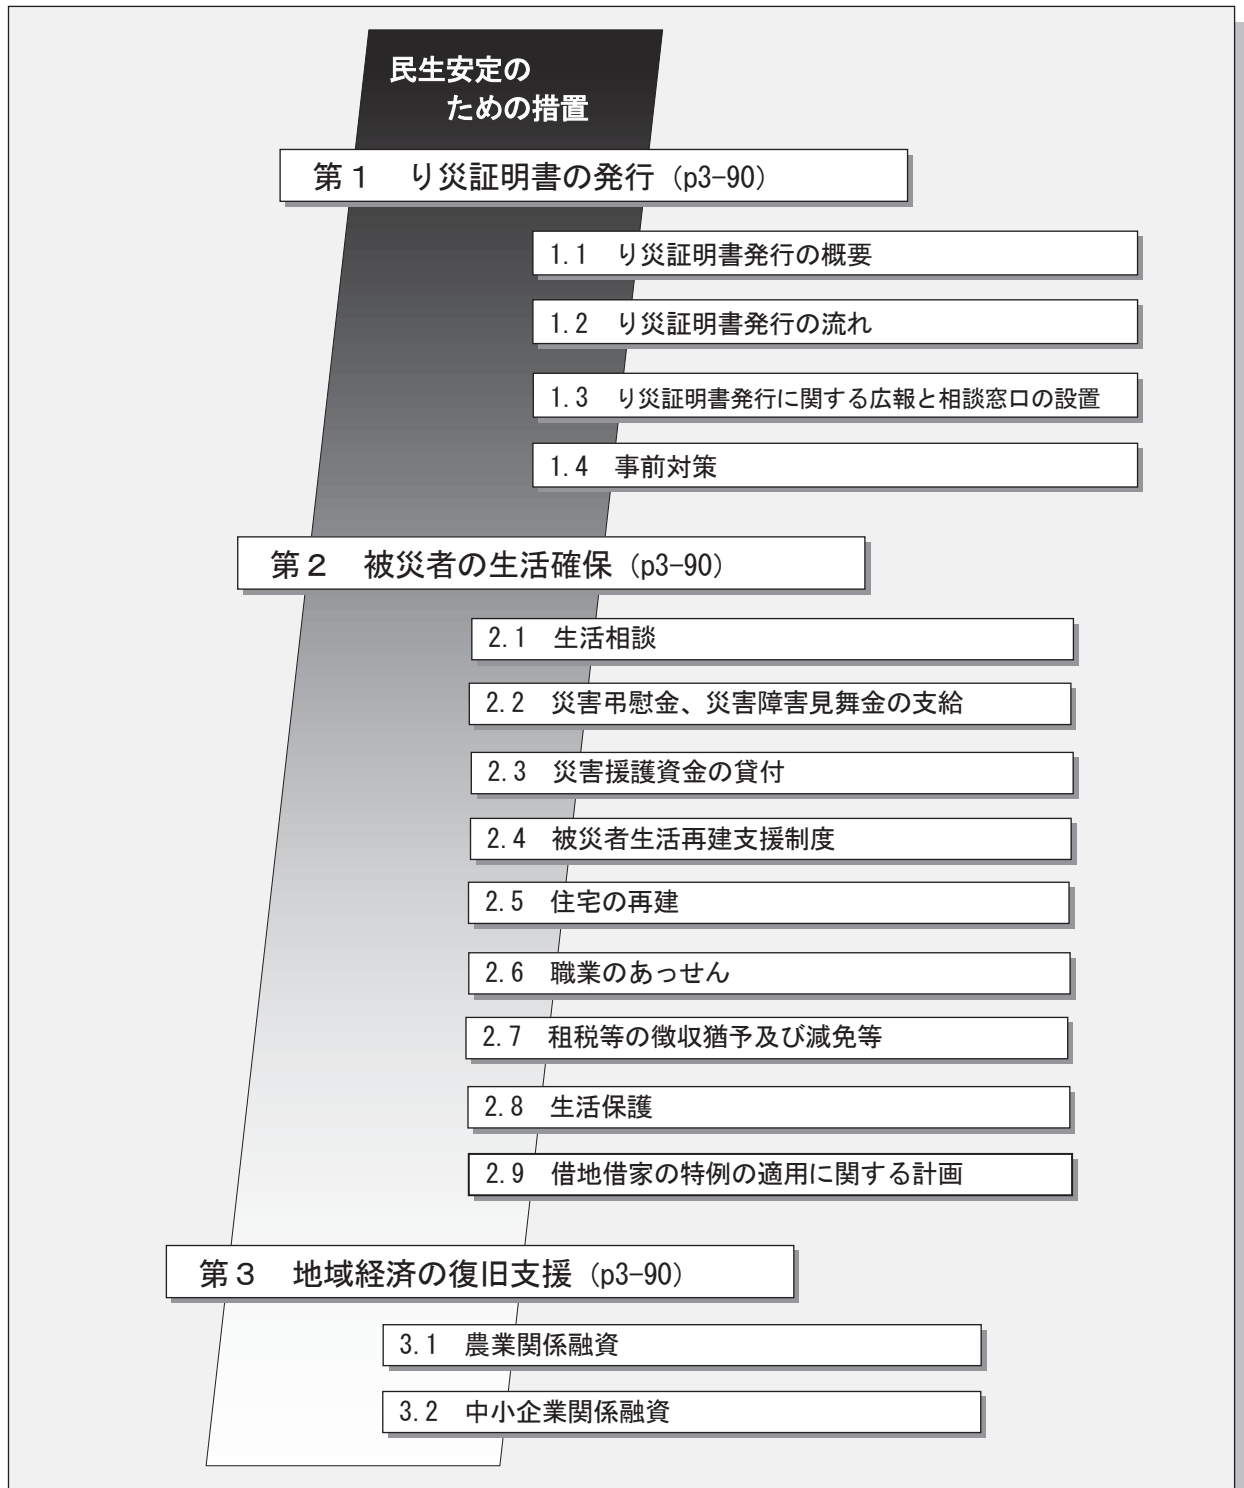 民生安定の
ための措置
第１　り災証明書の発行（p3-90）
1.1　り災証明書発行の概要
1.2　り災証明書発行の流れ
1.3　り災証明書発行に関する広報と相談窓口の設置
1.4　事前対策
第２　被災者の生活確保（p3-90）
2.1　生活相談
2.2　災害弔慰金、災害障害見舞金の支給
2.3　災害援護資金の貸付
2.4　被災者生活再建支援制度
2.5　住宅の再建
2.6　職業のあっせん
2.7　租税等の徴収猶予及び減免等
2.8　生活保護
2.9　借地借家の特例の適用に関する計画
第３　地域経済の復旧支援（p3-90）
3.1　農業関係融資
3.2　中小企業関係融資